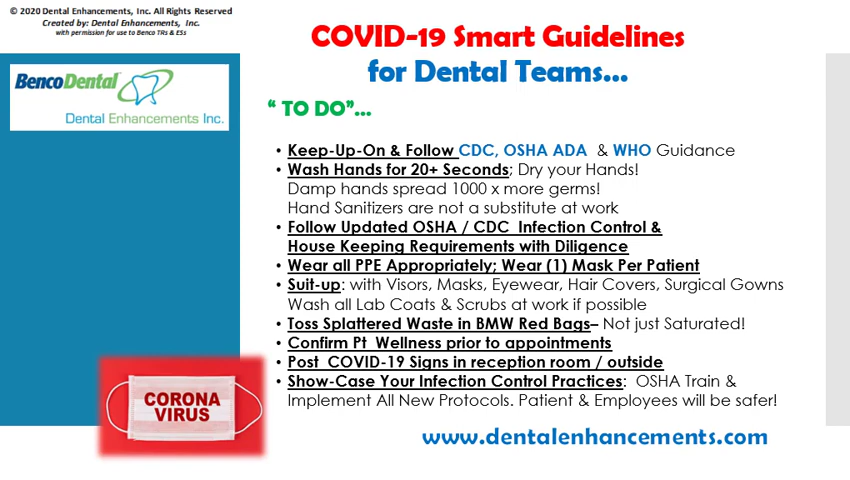 © 2020 Dental Enhancements, Inc. All Rights Reserved
Created by: Dental Enhancements, Inc.
with permission for use to Benco TRs & ESs
COVID-19 Smart Guidelines
for Dental Teams...
BencoDental
Dental Enhancements Inc.
“ TO DO”...
• Keep-Up-On & Follow CDC, OSHA ADA & WHO Guidance
• Wash Hands for 20+ Seconds; Dry your Hands!
Damp hands spread 1000 x more germs!
Hand Sanitizers are not a substitute at work
• Follow Updated OSHA / CDC Infection Control &
House Keeping Requirements with Diligence
• Wear all PPE Appropriately; Wear (1) Mask Per Patient
• Suit-up: with Visors, Masks, Eyewear, Hair Covers, Surgical Gowns
Wash all Lab Coats & Scrubs at work if possible
• Toss Splattered Waste in BMW Red Bags– Not just Saturated!
• Confirm Pt Wellness prior to appointments
• Post COVID-19 Signs in reception room / outside
• Show-Case Your Infection Control Practices: OSHA Train &
Implement All New Protocols. Patient & Employees will be safer!
CORONA
VIRUS
www.dentalenhancements.com